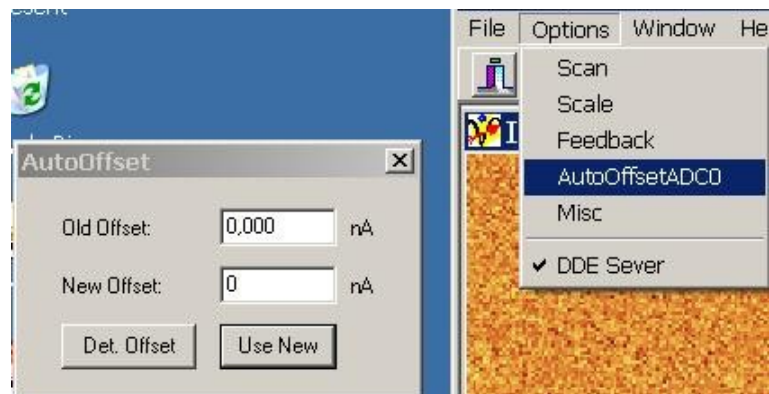 File Options Window He
Scan
Scale
Feedback
AutoOffsetADC0
Misc
✔ DDE Sever
AutoOffset
Old Offset: 0,000 nA
New Offset: 0 nA
Det. Offset Use New